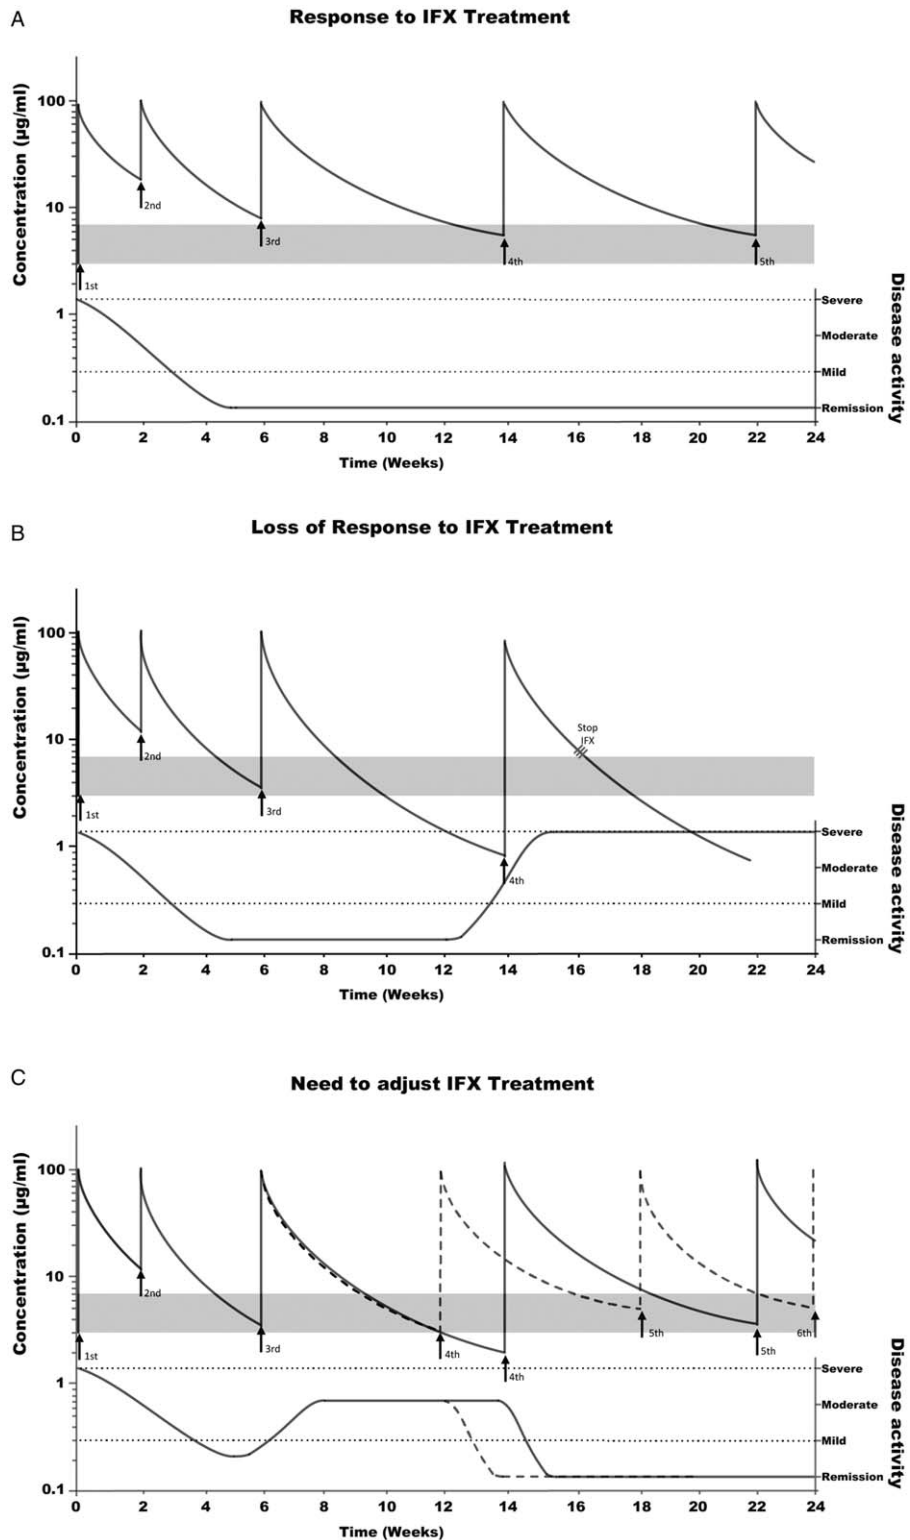 A
Response to IFX Treatment
Concentration (µg/ml)
100
10
1
0.1
1st
2nd
3rd
4th
5th
Severe
Moderate
Mild
Remission
Disease activity
0 2 4 6 8 10 12 14 16 18 20 22 24
Time (Weeks)
B
Loss of Response to IFX Treatment
Concentration (µg/ml)
100
10
1
0.1
1st
2nd
3rd
4th
Stop
IFX
Severe
Moderate
Mild
Remission
Disease activity
0 2 4 6 8 10 12 14 16 18 20 22 24
Time (Weeks)
C
Need to adjust IFX Treatment
Concentration (µg/ml)
100
10
1
0.1
1st
2nd
3rd
4th
4th
5th
5th
6th
Severe
Moderate
Mild
Remission
Disease activity
0 2 4 6 8 10 12 14 16 18 20 22 24
Time (Weeks)